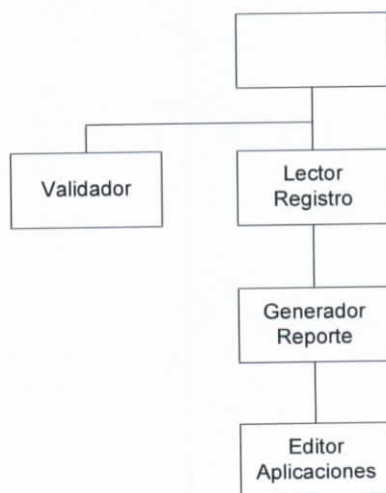 Validador
Lector
Registro
Generador
Reporte
Editor
Aplicaciones